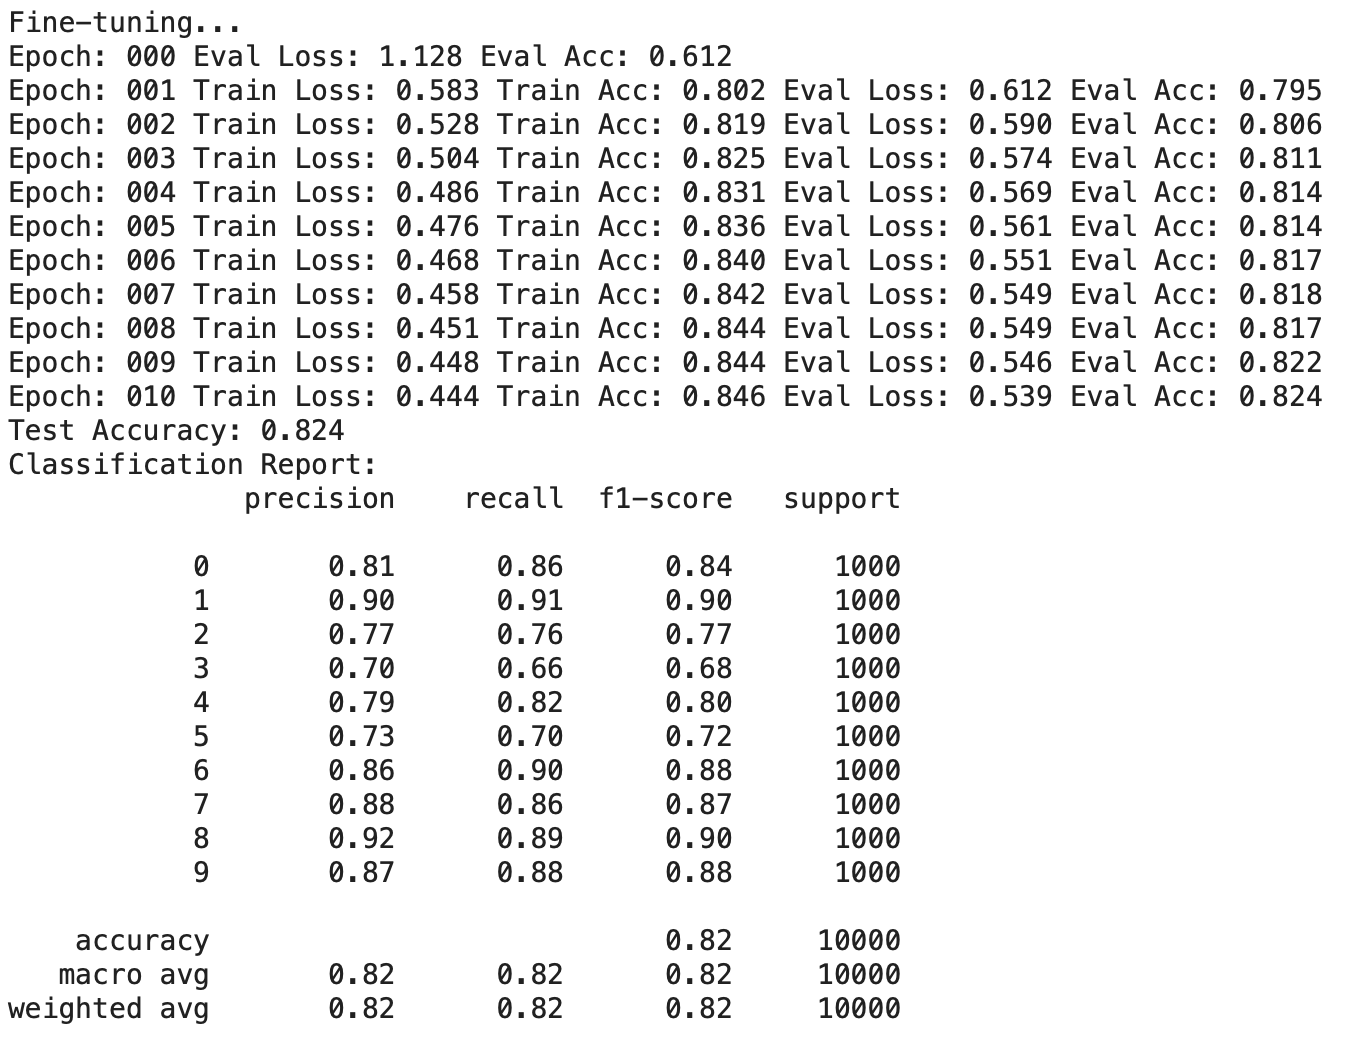 Fine-tuning...
Epoch: 000 Eval Loss: 1.128 Eval Acc: 0.612
Epoch: 001 Train Loss: 0.583 Train Acc: 0.802 Eval Loss: 0.612 Eval Acc: 0.795
Epoch: 002 Train Loss: 0.528 Train Acc: 0.819 Eval Loss: 0.590 Eval Acc: 0.806
Epoch: 003 Train Loss: 0.504 Train Acc: 0.825 Eval Loss: 0.574 Eval Acc: 0.811
Epoch: 004 Train Loss: 0.486 Train Acc: 0.831 Eval Loss: 0.569 Eval Acc: 0.814
Epoch: 005 Train Loss: 0.476 Train Acc: 0.836 Eval Loss: 0.561 Eval Acc: 0.814
Epoch: 006 Train Loss: 0.468 Train Acc: 0.840 Eval Loss: 0.551 Eval Acc: 0.817
Epoch: 007 Train Loss: 0.458 Train Acc: 0.842 Eval Loss: 0.549 Eval Acc: 0.818
Epoch: 008 Train Loss: 0.451 Train Acc: 0.844 Eval Loss: 0.549 Eval Acc: 0.817
Epoch: 009 Train Loss: 0.448 Train Acc: 0.844 Eval Loss: 0.546 Eval Acc: 0.822
Epoch: 010 Train Loss: 0.444 Train Acc: 0.846 Eval Loss: 0.539 Eval Acc: 0.824
Test Accuracy: 0.824
Classification Report:
              precision    recall  f1-score   support

           0       0.81      0.86      0.84      1000
           1       0.90      0.91      0.90      1000
           2       0.77      0.76      0.77      1000
           3       0.70      0.66      0.68      1000
           4       0.79      0.82      0.80      1000
           5       0.73      0.70      0.72      1000
           6       0.86      0.90      0.88      1000
           7       0.88      0.86      0.87      1000
           8       0.92      0.89      0.90      1000
           9       0.87      0.88      0.88      1000

    accuracy                           0.82     10000
   macro avg       0.82      0.82      0.82     10000
weighted avg       0.82      0.82      0.82     10000